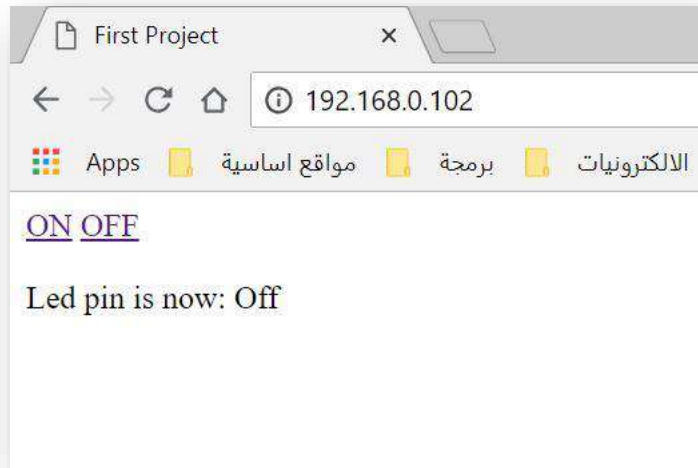 First Project
192.168.0.102
Apps مواقع اساسية برمجة الالكترونيات
ON OFF
Led pin is now: Off